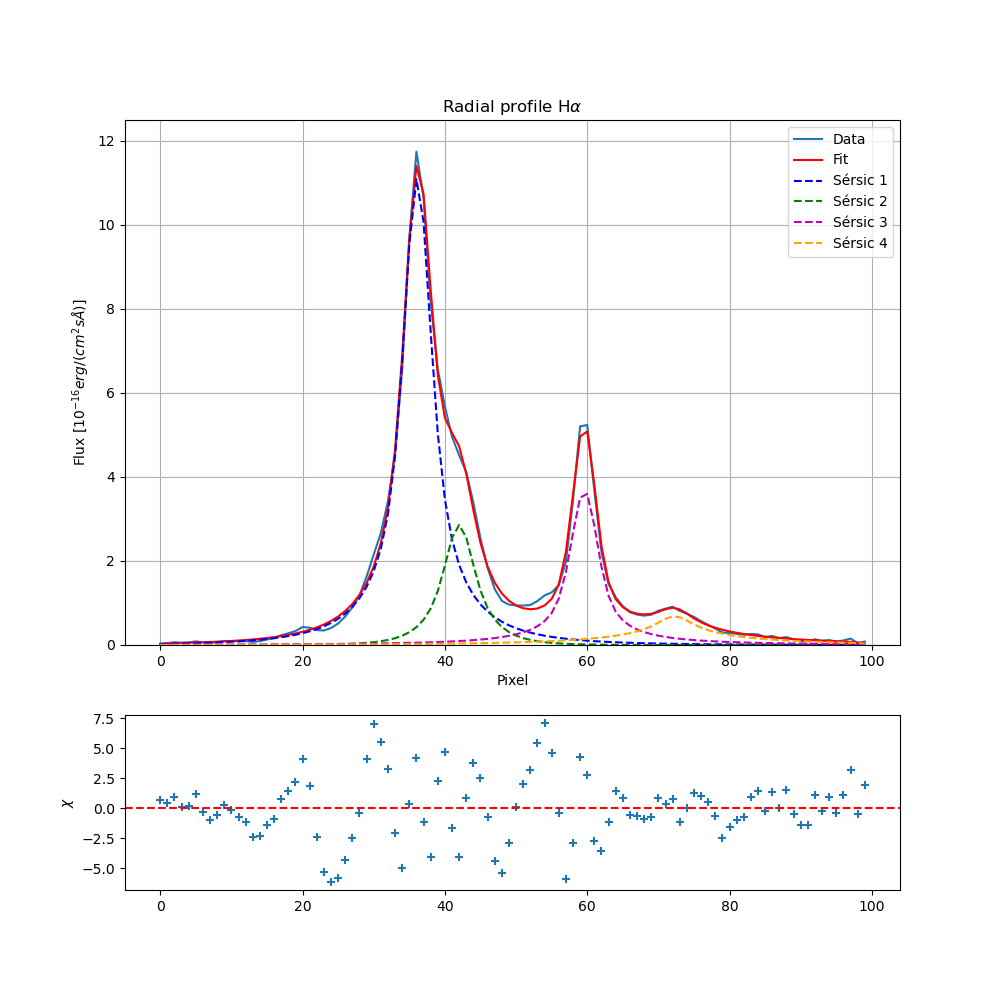 Radial profile Hα
Flux [10⁻¹⁶erg/(cm²sÅ)]
12
10
8
6
4
2
0
Data
Fit
Sérsic 1
Sérsic 2
Sérsic 3
Sérsic 4
0 20 40 60 80 100
Pixel
χ
7.5
5.0
2.5
0.0
−2.5
−5.0
0 20 40 60 80 100